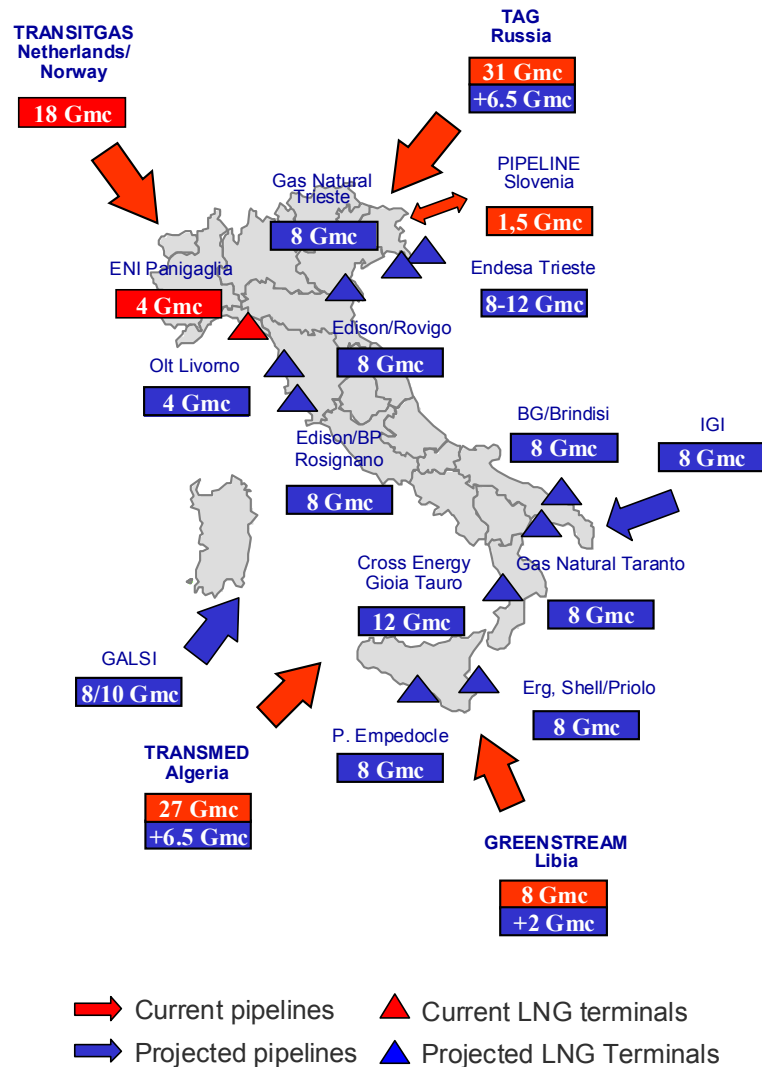 TRANSITGAS
Netherlands/
Norway
18 Gmc
TAG
Russia
31 Gmc
+6.5 Gmc
Gas Natural
Trieste
8 Gmc
PIPELINE
Slovenia
1,5 Gmc
ENI Panigaglia
4 Gmc
Endesa Trieste
8-12 Gmc
Edison/Rovigo
8 Gmc
Olt Livorno
4 Gmc
Edison/BP
Rosignano
8 Gmc
BG/Brindisi
8 Gmc
IGI
8 Gmc
Cross Energy
Gioia Tauro
12 Gmc
Gas Natural Taranto
8 Gmc
GALSI
8/10 Gmc
Erg, Shell/Priolo
8 Gmc
P. Empedocle
8 Gmc
TRANSMED
Algeria
27 Gmc
+6.5 Gmc
GREENSTREAM
Libia
8 Gmc
+2 Gmc
Current pipelines
Current LNG terminals
Projected pipelines
Projected LNG Terminals